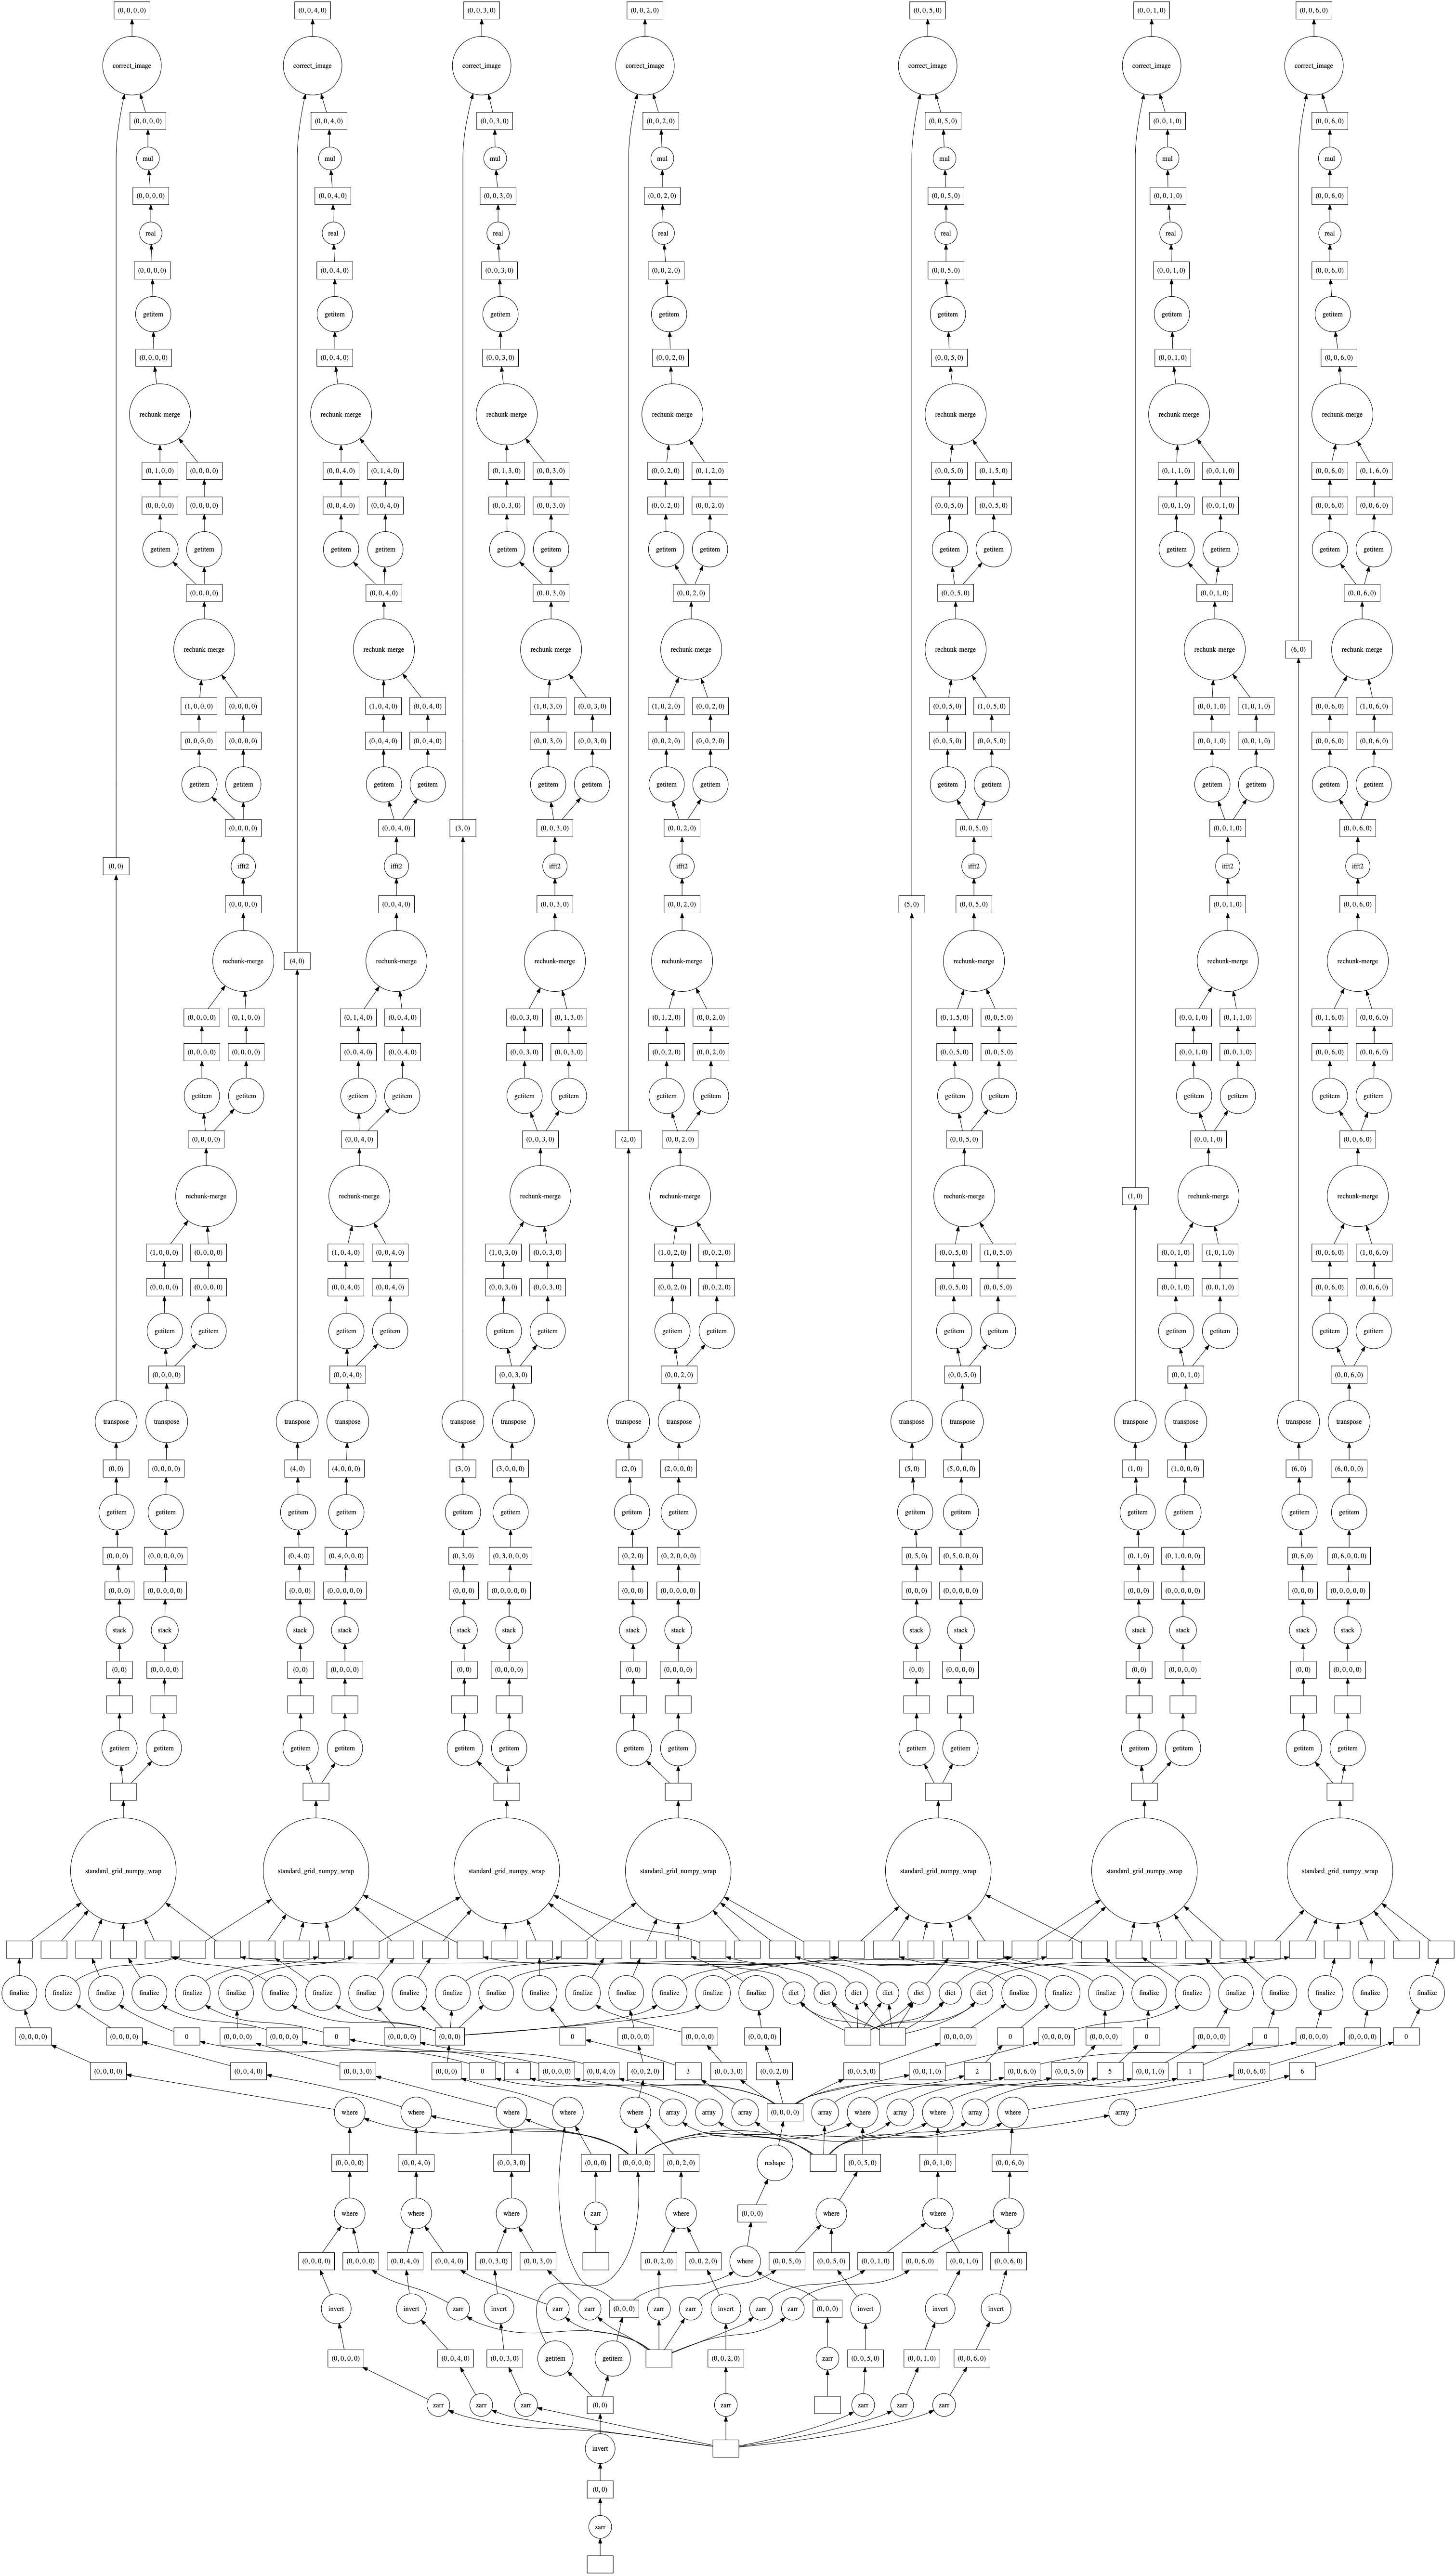 (0, 0, 0, 0) (0, 0, 4, 0) (0, 0, 3, 0) (0, 0, 2, 0) (0, 0, 5, 0) (0, 0, 1, 0) (0, 0, 6, 0)
correct_image correct_image correct_image correct_image correct_image correct_image correct_image
(0, 0, 0, 0) (0, 0, 4, 0) (0, 0, 3, 0) (0, 0, 2, 0) (0, 0, 5, 0) (0, 0, 1, 0) (0, 0, 6, 0)
mul mul mul mul mul mul mul
(0, 0, 0, 0) (0, 0, 4, 0) (0, 0, 3, 0) (0, 0, 2, 0) (0, 0, 5, 0) (0, 0, 1, 0) (0, 0, 6, 0)
real real real real real real real
(0, 0, 0, 0) (0, 0, 4, 0) (0, 0, 3, 0) (0, 0, 2, 0) (0, 0, 5, 0) (0, 0, 1, 0) (0, 0, 6, 0)
getitem getitem getitem getitem getitem getitem getitem
(0, 0, 0, 0) (0, 0, 4, 0) (0, 0, 3, 0) (0, 0, 2, 0) (0, 0, 5, 0) (0, 0, 1, 0) (0, 0, 6, 0)
rechunk-merge rechunk-merge rechunk-merge rechunk-merge rechunk-merge rechunk-merge rechunk-merge
(0, 1, 0, 0) (0, 0, 0, 0) (0, 0, 4, 0) (0, 1, 4, 0) (0, 1, 3, 0) (0, 0, 3, 0) (0, 0, 2, 0) (0, 1, 2, 0) (0, 0, 5, 0) (0, 1, 5, 0) (0, 1, 1, 0) (0, 0, 1, 0) (0, 0, 6, 0) (0, 1, 6, 0)
(0, 0, 0, 0) (0, 0, 0, 0) (0, 0, 4, 0) (0, 0, 4, 0) (0, 0, 3, 0) (0, 0, 3, 0) (0, 0, 2, 0) (0, 0, 2, 0) (0, 0, 5, 0) (0, 0, 5, 0) (0, 0, 1, 0) (0, 0, 1, 0) (0, 0, 6, 0) (0, 0, 6, 0)
getitem getitem getitem getitem getitem getitem getitem getitem getitem getitem getitem getitem getitem getitem
(0, 0, 0, 0) (0, 0, 4, 0) (0, 0, 3, 0) (0, 0, 2, 0) (0, 0, 5, 0) (0, 0, 1, 0) (0, 0, 6, 0)
rechunk-merge rechunk-merge rechunk-merge rechunk-merge rechunk-merge rechunk-merge (6, 0) rechunk-merge
(1, 0, 0, 0) (0, 0, 0, 0) (1, 0, 4, 0) (0, 0, 4, 0) (1, 0, 3, 0) (0, 0, 3, 0) (1, 0, 2, 0) (0, 0, 2, 0) (0, 0, 5, 0) (1, 0, 5, 0) (0, 0, 1, 0) (1, 0, 1, 0) (0, 0, 6, 0) (1, 0, 6, 0)
(0, 0, 0, 0) (0, 0, 0, 0) (0, 0, 4, 0) (0, 0, 4, 0) (0, 0, 3, 0) (0, 0, 3, 0) (0, 0, 2, 0) (0, 0, 2, 0) (0, 0, 5, 0) (0, 0, 5, 0) (0, 0, 1, 0) (0, 0, 1, 0) (0, 0, 6, 0) (0, 0, 6, 0)
getitem getitem getitem getitem getitem getitem getitem getitem getitem getitem getitem getitem getitem getitem
(0, 0, 0, 0) (0, 0, 4, 0) (3, 0) (0, 0, 3, 0) (0, 0, 2, 0) (0, 0, 5, 0) (0, 0, 1, 0) (0, 0, 6, 0)
(0, 0) ifft2 ifft2 ifft2 ifft2 ifft2 ifft2 ifft2
(0, 0, 0, 0) (0, 0, 4, 0) (0, 0, 3, 0) (0, 0, 2, 0) (5, 0) (0, 0, 5, 0) (0, 0, 1, 0) (0, 0, 6, 0)
rechunk-merge (4, 0) rechunk-merge rechunk-merge rechunk-merge rechunk-merge rechunk-merge rechunk-merge
(0, 0, 0, 0) (0, 1, 0, 0) (0, 1, 4, 0) (0, 0, 4, 0) (0, 0, 3, 0) (0, 1, 3, 0) (0, 1, 2, 0) (0, 0, 2, 0) (0, 1, 5, 0) (0, 0, 5, 0) (0, 0, 1, 0) (0, 1, 1, 0) (0, 1, 6, 0) (0, 0, 6, 0)
(0, 0, 0, 0) (0, 0, 0, 0) (0, 0, 4, 0) (0, 0, 4, 0) (0, 0, 3, 0) (0, 0, 3, 0) (0, 0, 2, 0) (0, 0, 2, 0) (0, 0, 5, 0) (0, 0, 5, 0) (0, 0, 1, 0) (0, 0, 1, 0) (0, 0, 6, 0) (0, 0, 6, 0)
getitem getitem getitem getitem getitem getitem getitem getitem getitem getitem getitem getitem getitem getitem
(0, 0, 0, 0) (0, 0, 4, 0) (0, 0, 3, 0) (2, 0) (0, 0, 2, 0) (0, 0, 5, 0) (0, 0, 1, 0) (0, 0, 6, 0)
rechunk-merge rechunk-merge rechunk-merge rechunk-merge rechunk-merge (1, 0) rechunk-merge rechunk-merge
(1, 0, 0, 0) (0, 0, 0, 0) (1, 0, 4, 0) (0, 0, 4, 0) (1, 0, 3, 0) (0, 0, 3, 0) (1, 0, 2, 0) (0, 0, 2, 0) (0, 0, 5, 0) (1, 0, 5, 0) (0, 0, 1, 0) (1, 0, 1, 0) (0, 0, 6, 0) (1, 0, 6, 0)
(0, 0, 0, 0) (0, 0, 0, 0) (0, 0, 4, 0) (0, 0, 4, 0) (0, 0, 3, 0) (0, 0, 3, 0) (0, 0, 2, 0) (0, 0, 2, 0) (0, 0, 5, 0) (0, 0, 5, 0) (0, 0, 1, 0) (0, 0, 1, 0) (0, 0, 6, 0) (0, 0, 6, 0)
getitem getitem getitem getitem getitem getitem getitem getitem getitem getitem getitem getitem getitem getitem
(0, 0, 0, 0) (0, 0, 4, 0) (0, 0, 3, 0) (0, 0, 2, 0) (0, 0, 5, 0) (0, 0, 1, 0) (0, 0, 6, 0)
transpose transpose transpose transpose transpose transpose transpose transpose transpose transpose transpose transpose transpose transpose
(0, 0) (0, 0, 0, 0) (4, 0) (4, 0, 0, 0) (3, 0) (3, 0, 0, 0) (2, 0) (2, 0, 0, 0) (5, 0) (5, 0, 0, 0) (1, 0) (1, 0, 0, 0) (6, 0) (6, 0, 0, 0)
getitem getitem getitem getitem getitem getitem getitem getitem getitem getitem getitem getitem getitem getitem
(0, 0, 0) (0, 0, 0, 0, 0) (0, 4, 0) (0, 4, 0, 0, 0) (0, 3, 0) (0, 3, 0, 0, 0) (0, 2, 0) (0, 2, 0, 0, 0) (0, 5, 0) (0, 5, 0, 0, 0) (0, 1, 0) (0, 1, 0, 0, 0) (0, 6, 0) (0, 6, 0, 0, 0)
(0, 0, 0) (0, 0, 0, 0, 0) (0, 0, 0) (0, 0, 0, 0, 0) (0, 0, 0) (0, 0, 0, 0, 0) (0, 0, 0) (0, 0, 0, 0, 0) (0, 0, 0) (0, 0, 0, 0, 0) (0, 0, 0) (0, 0, 0, 0, 0) (0, 0, 0) (0, 0, 0, 0, 0)
stack stack stack stack stack stack stack stack stack stack stack stack stack stack
(0, 0) (0, 0, 0, 0) (0, 0) (0, 0, 0, 0) (0, 0) (0, 0, 0, 0) (0, 0) (0, 0, 0, 0) (0, 0) (0, 0, 0, 0) (0, 0) (0, 0, 0, 0) (0, 0) (0, 0, 0, 0)
getitem getitem getitem getitem getitem getitem getitem getitem getitem getitem getitem getitem getitem getitem
standard_grid_numpy_wrap standard_grid_numpy_wrap standard_grid_numpy_wrap standard_grid_numpy_wrap standard_grid_numpy_wrap standard_grid_numpy_wrap standard_grid_numpy_wrap
finalize finalize finalize finalize finalize finalize finalize finalize finalize finalize finalize finalize finalize finalize finalize finalize finalize finalize dict dict dict dict dict dict dict finalize finalize finalize finalize finalize finalize finalize finalize finalize finalize
(0, 0, 0, 0) (0, 0, 0, 0) 0 (0, 0, 0, 0) (0, 0, 0, 0) 0 (0, 0, 0, 0) (0, 0, 0) 0 (0, 0, 0, 0) (0, 0, 0, 0) (0, 0, 0, 0) (0, 0, 0, 0) 0 (0, 0, 0, 0) (0, 0, 0, 0) 0 (0, 0, 0, 0) 0 (0, 0, 0, 0) (0, 0, 0, 0) 0
(0, 0, 0, 0) (0, 0, 4, 0) (0, 0, 3, 0) (0, 0, 0) 0 4 (0, 0, 0, 0) (0, 0, 4, 0) (0, 0, 2, 0) 3 (0, 0, 3, 0) (0, 0, 2, 0) (0, 0, 5, 0) (0, 0, 1, 0) 2 (0, 0, 6, 0) (0, 0, 5, 0) 5 (0, 0, 1, 0) 1 (0, 0, 6, 0) 6
where where where where where array array array (0, 0, 0, 0) array where array where array where array
(0, 0, 0, 0) (0, 0, 4, 0) (0, 0, 3, 0) (0, 0, 0) (0, 0, 0, 0) (0, 0, 2, 0) reshape (0, 0, 5, 0) (0, 0, 1, 0) (0, 0, 6, 0)
where where where zarr where (0, 0, 0) where where where
(0, 0, 0, 0) (0, 0, 0, 0) (0, 0, 4, 0) (0, 0, 4, 0) (0, 0, 3, 0) (0, 0, 3, 0) (0, 0, 2, 0) (0, 0, 2, 0) where (0, 0, 5, 0) (0, 0, 5, 0) (0, 0, 1, 0) (0, 0, 6, 0) (0, 0, 1, 0) (0, 0, 6, 0)
invert invert zarr invert zarr zarr (0, 0, 0) zarr zarr invert zarr zarr (0, 0, 0) invert invert invert
(0, 0, 0, 0) (0, 0, 4, 0) (0, 0, 3, 0) getitem getitem (0, 0, 2, 0) zarr (0, 0, 5, 0) (0, 0, 1, 0) (0, 0, 6, 0)
zarr zarr zarr (0, 0) zarr zarr zarr zarr
invert
(0, 0)
zarr